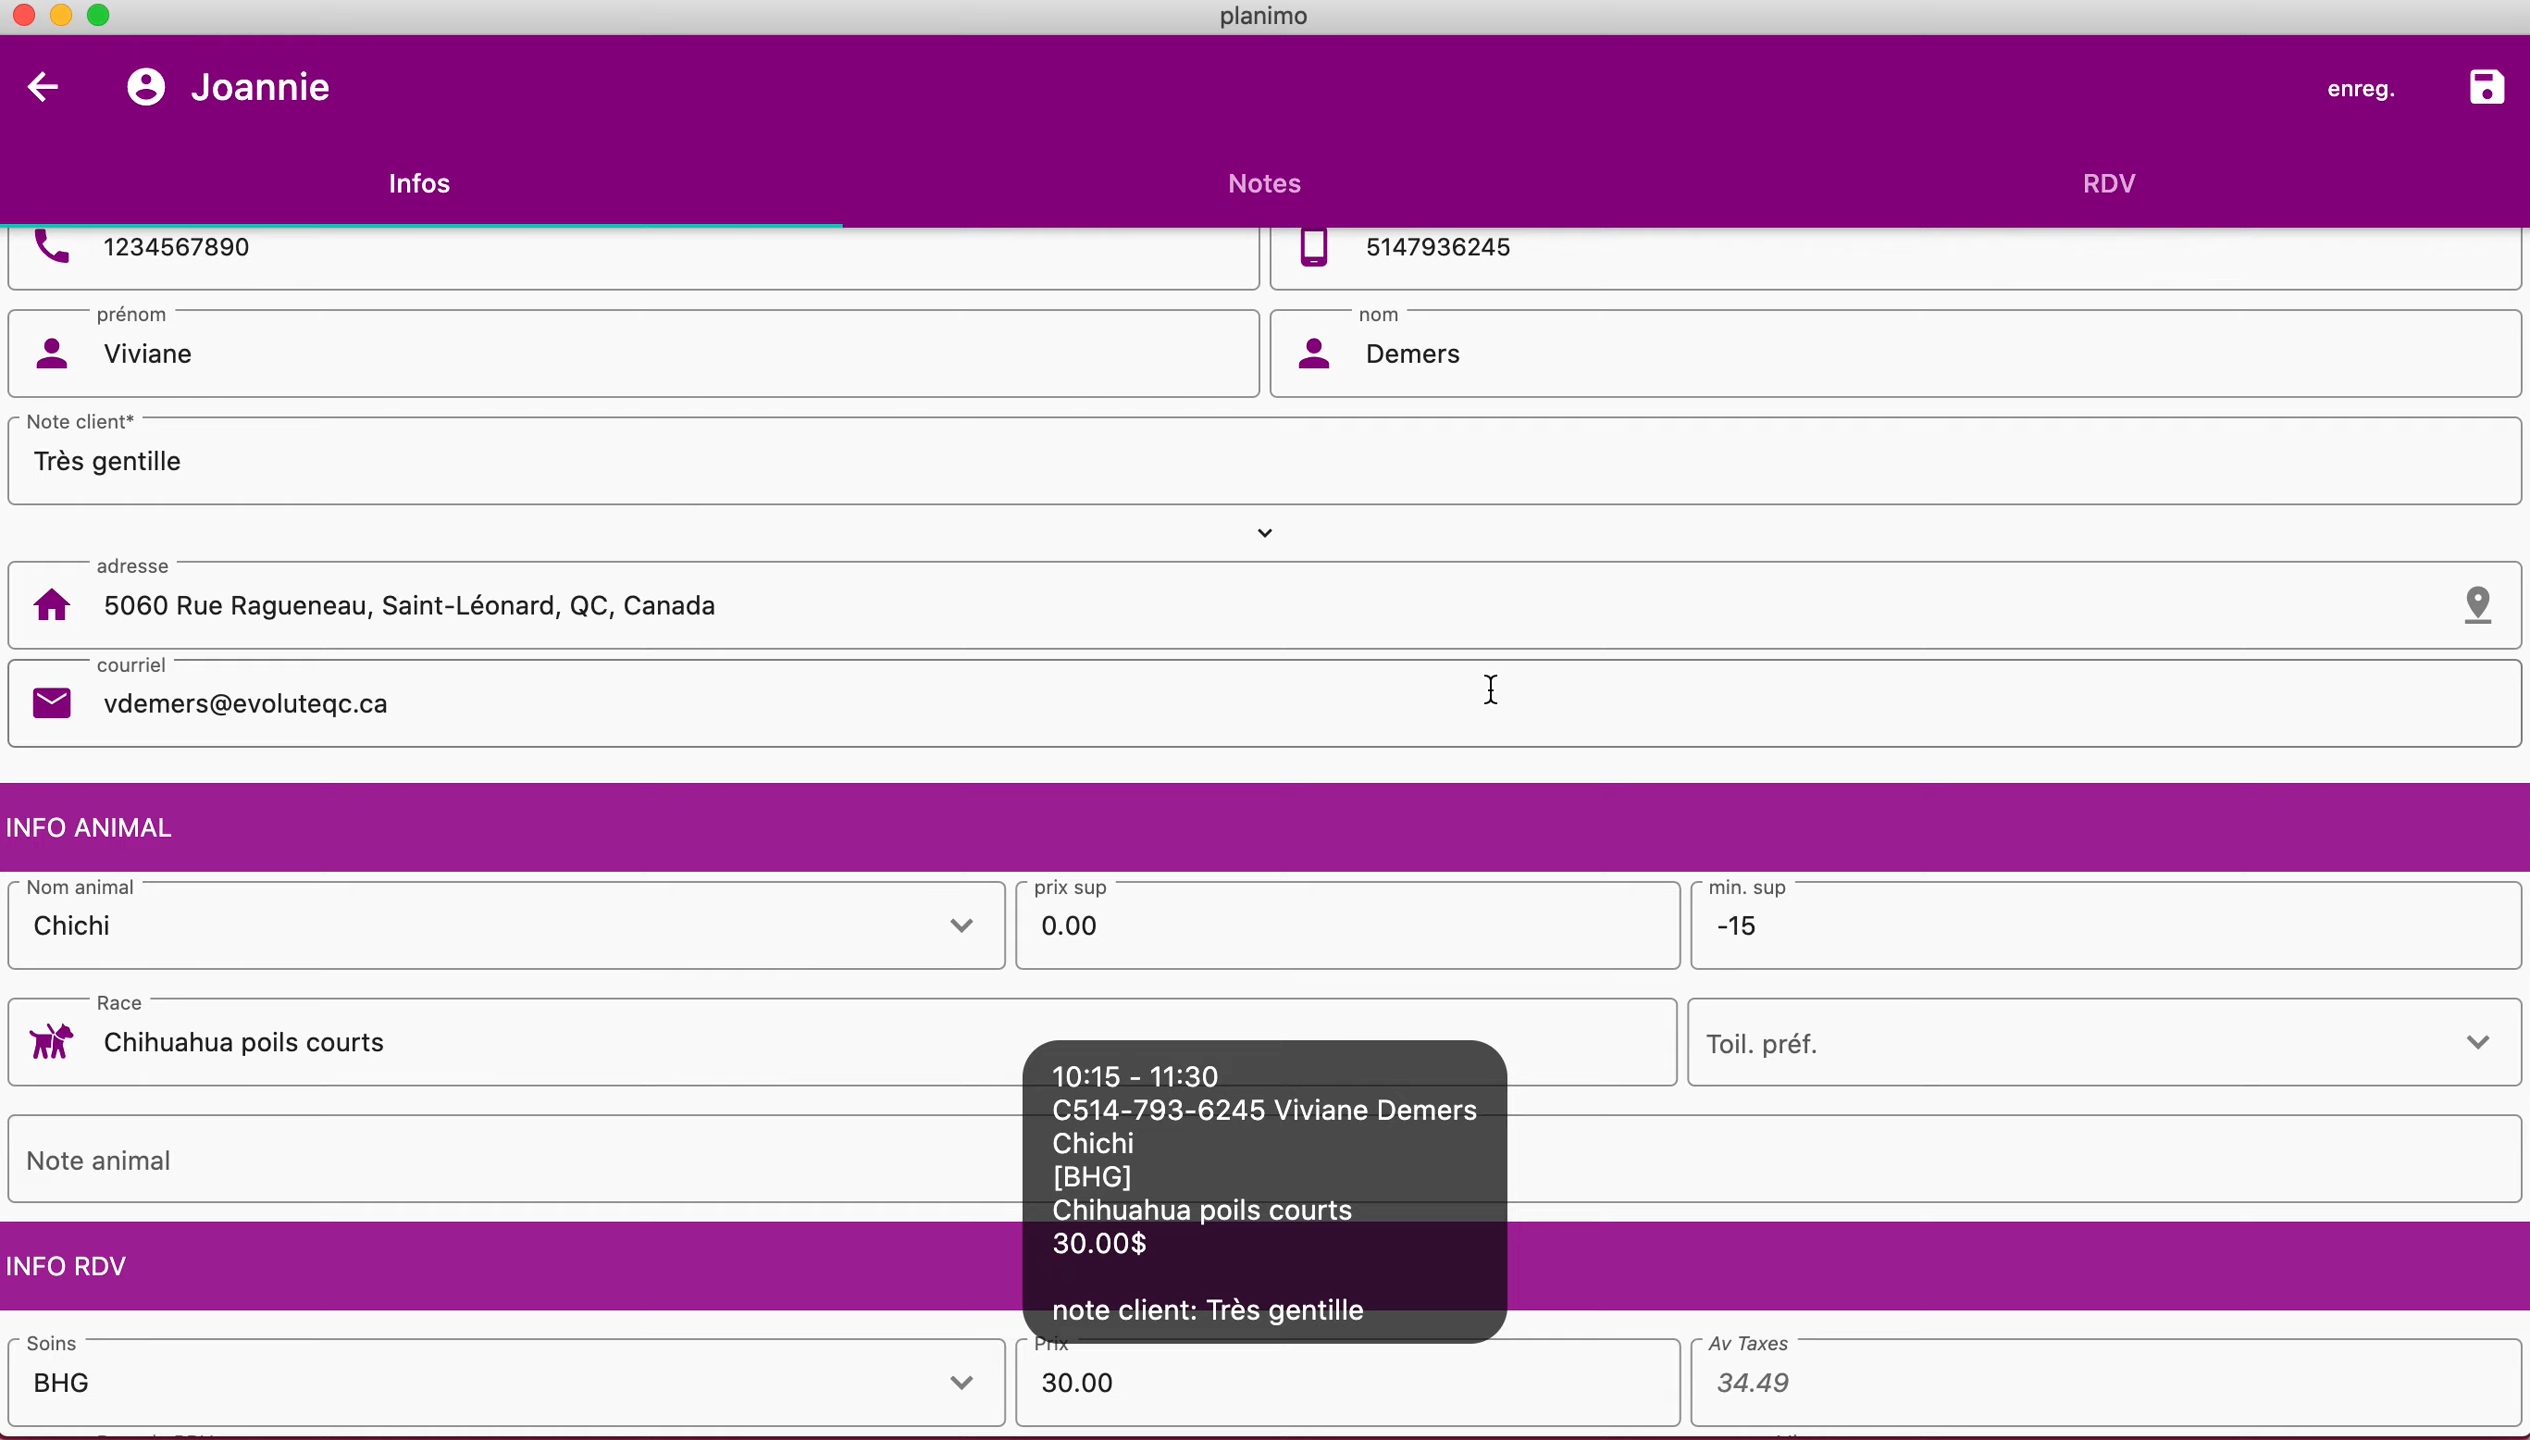 planimo
Joannie
enreg.
Infos
Notes
RDV
1234567890
5147936245
prénom
Viviane
nom
Demers
Note client*
Très gentille
adresse
5060 Rue Ragueneau, Saint-Léonard, QC, Canada
courriel
vdemers@evoluteqc.ca
INFO ANIMAL
Nom animal
Chichi
prix sup
0.00
min. sup
-15
Race
Chihuahua poils courts
Toil. préf.
Note animal
10:15 - 11:30
C514-793-6245 Viviane Demers
Chichi
[BHG]
Chihuahua poils courts
30.00$
note client: Très gentille
INFO RDV
Soins
BHG
Prix
30.00
Av Taxes
34.49